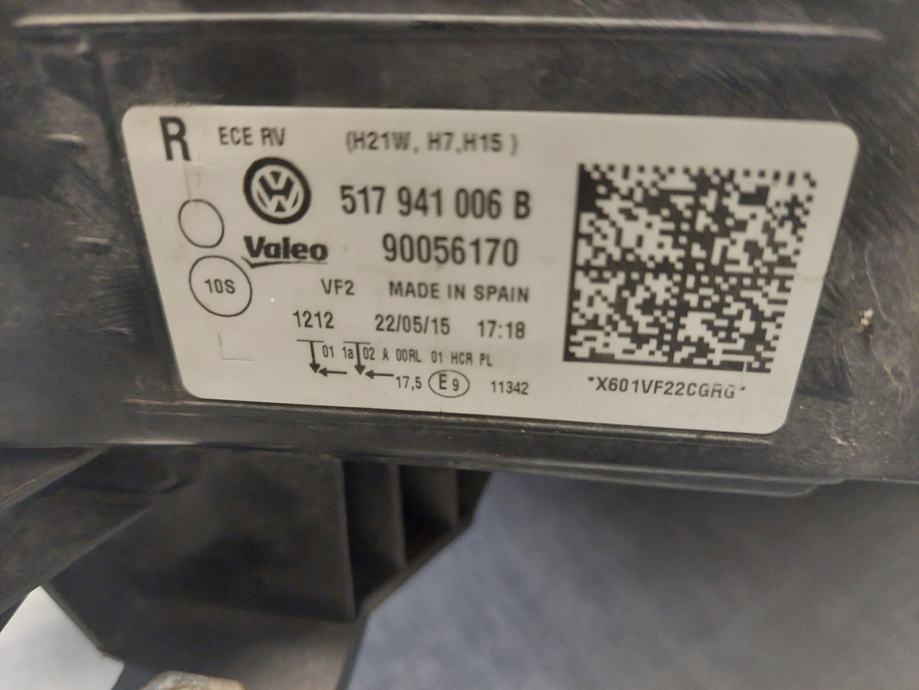 R ECE RV (H21W, H7,H15)
517 941 006 B
Valeo 90056170
10S
VF2 MADE IN SPAIN
1212 22/05/15 17:18
01 1a 02 A 00RL 01 HCR PL
17,5 E9 11342
*X601VF22CGRG*